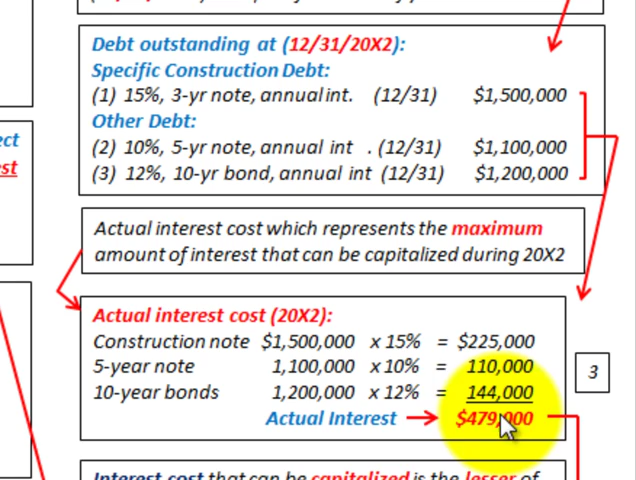 Debt outstanding at (12/31/20X2):
Specific Construction Debt:
(1) 15%, 3-yr note, annual int. (12/31) $1,500,000
Other Debt:
(2) 10%, 5-yr note, annual int . (12/31) $1,100,000
(3) 12%, 10-yr bond, annual int (12/31) $1,200,000
ect
st
Actual interest cost which represents the maximum
amount of interest that can be capitalized during 20X2
Actual interest cost (20X2):
Construction note $1,500,000 x 15% = $225,000
5-year note 1,100,000 x 10% = 110,000
10-year bonds 1,200,000 x 12% = 144,000
Actual Interest $479,000
3
Interest cost that can be capitalized is the lesser of